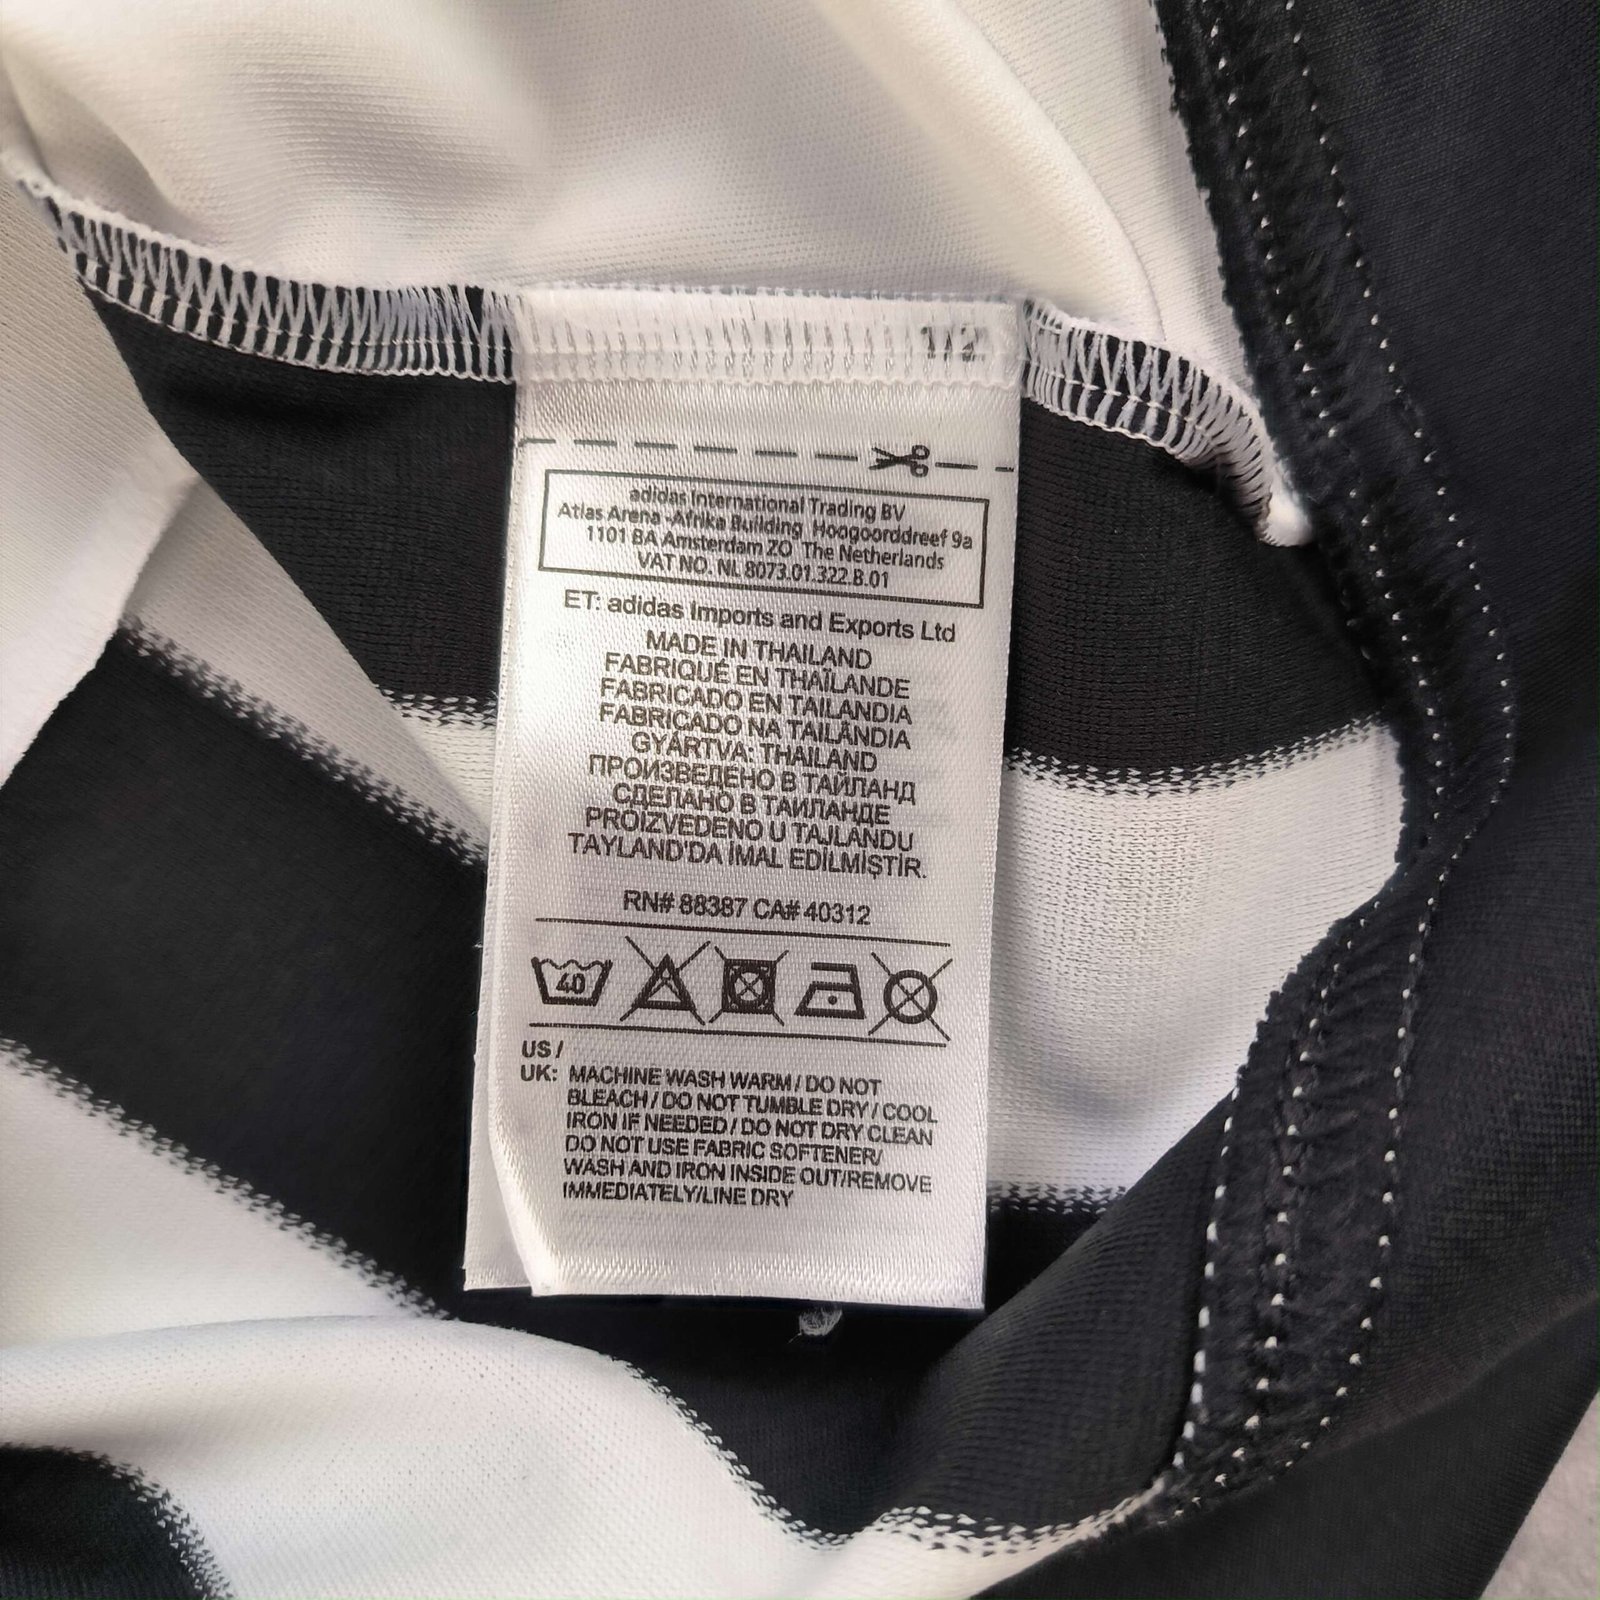 1/2
adidas International Trading BV
Atlas Arena -Afrika Building Hoogoorddreef 9a
1101 BA Amsterdam ZO The Netherlands
VAT NO. NL 8073.01.322.B.01
ET: adidas Imports and Exports Ltd
MADE IN THAILAND
FABRIQUÉ EN THAÏLANDE
FABRICADO EN TAILANDIA
FABRICADO NA TAILÂNDIA
GYÁRTVA: THAILAND
ПРОИЗВЕДЕНО В ТАЙЛАНД
СДЕЛАНО В ТАИЛАНДЕ
PROIZVEDENO U TAJLANDU
TAYLAND'DA İMAL EDİLMİŞTİR.
RN# 88387 CA# 40312
40
US /
UK: MACHINE WASH WARM / DO NOT
BLEACH / DO NOT TUMBLE DRY / COOL
IRON IF NEEDED / DO NOT DRY CLEAN
DO NOT USE FABRIC SOFTENER/
WASH AND IRON INSIDE OUT/REMOVE
IMMEDIATELY/LINE DRY